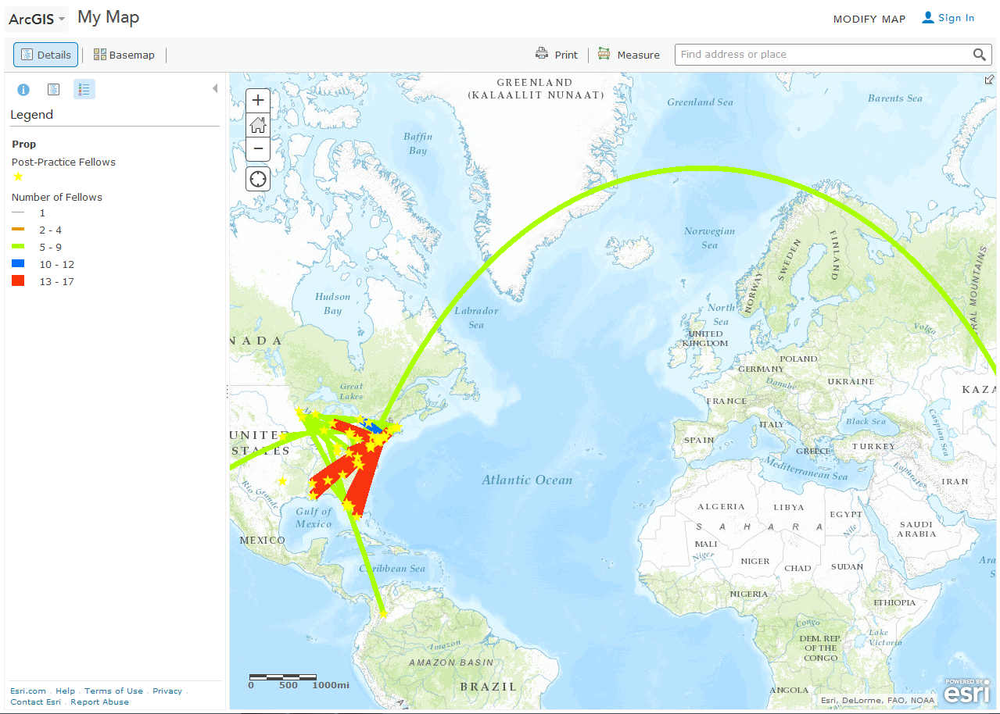 ArcGIS My Map
MODIFY MAP Sign In
Details Basemap Print Measure Find address or place
Legend
Prop
Post-Practice Fellows
Number of Fellows
1
2 - 4
5 - 9
10 - 12
13 - 17
Esri.com . Help . Terms of Use . Privacy .
Contact Esri . Report Abuse
GREENLAND
(KALAALLIT NUNAAT)
Greenland Sea
Barents Sea
Baffin
Bay
Norwegian
Sea
SWEDEN
FINLAND
NORWAY
RAL MOUNTAINS
Hudson
Bay
Labrador
Sea
North
Sea
UNITED
KINGDOM
Volga
NADA
POLAND
GERMANY
Danube
UKRAINE
KAZA
Great
Lakes
FRANCE
ITALY
Black Sea
Caspian Sea
UNITED
STATES
SPAIN
GREECE
TURKEY
Mediterranean Sea
Euphrates
IRAN
Atlantic Ocean
Rio Grande
Gulf of
Mexico
MEXICO
ALGERIA
LIBYA
EGYPT
SAHARA
Nile
SAUDI
ARABIA
MALI
Niger
NIGER
CHAD
SUDAN
Ara
S
Caribbean Sea
NIGERIA
ETHIOPIA
Congo
Lake
Victoria
DEM. REP.
OF THE
CONGO
Amazon
AMAZON BASIN
BRAZIL
ANGOLA
0 500 1000mi
POWERED BY
esri
Esri, DeLorme, FAO, NOAA